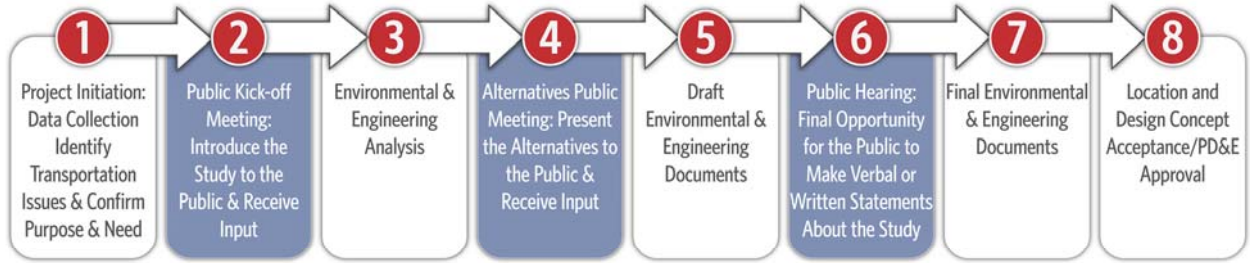 1
Project Initiation:
Data Collection
Identify
Transportation
Issues & Confirm
Purpose & Need
2
Public Kick-off
Meeting:
Introduce the
Study to the
Public & Receive
Input
3
Environmental &
Engineering
Analysis
4
Alternatives Public
Meeting: Present
the Alternatives to
the Public &
Receive Input
5
Draft
Environmental &
Engineering
Documents
6
Public Hearing:
Final Opportunity
for the Public to
Make Verbal or
Written Statements
About the Study
7
Final Environmental
& Engineering
Documents
8
Location and
Design Concept
Acceptance/PD&E
Approval